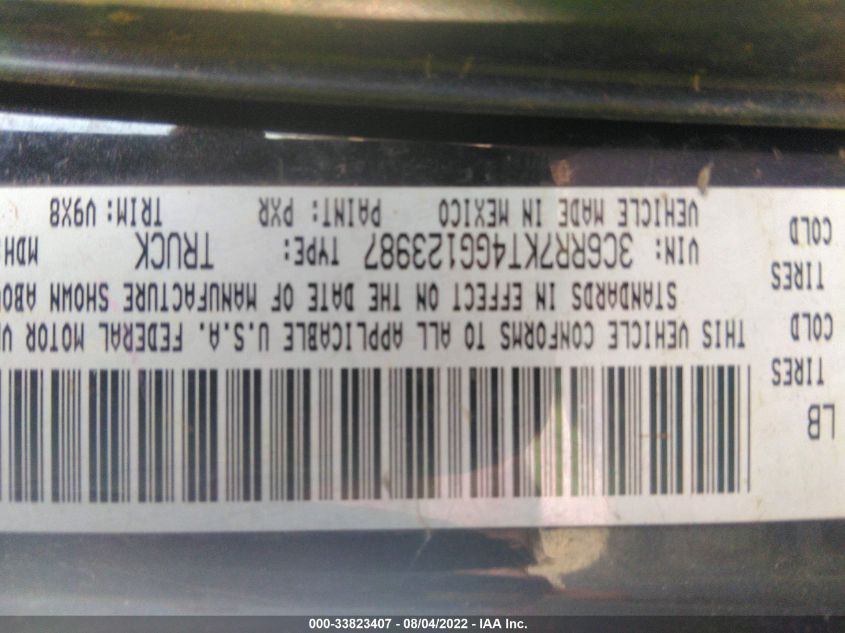 LB
TIRES
COLD
TIRES
COLD
THIS VEHICLE CONFORMS TO ALL APPLICABLE U.S.A. FEDERAL MOTOR
STANDARDS IN EFFECT ON THE DATE OF MANUFACTURE SHOWN
VIN: 3C6RR7KT4GG123987 TYPE: TRUCK MDH:
VEHICLE MADE IN MEXICO PAINT: PXR TRIM: V9X8
000-33823407 - 08/04/2022 - IAA Inc.